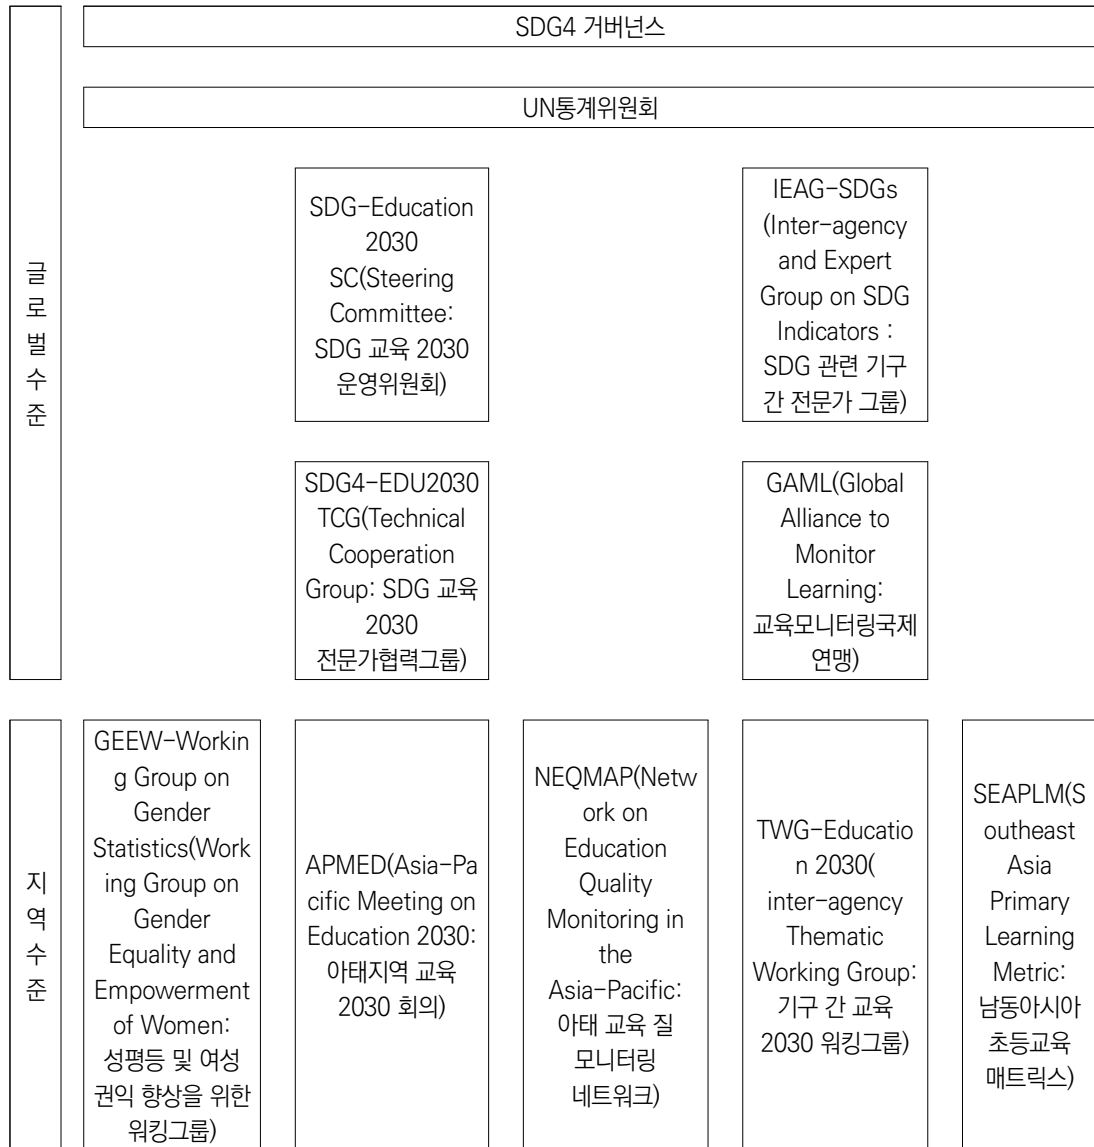 SDG4 거버넌스
UN통계위원회
글
로
벌
수
준
SDG-Education
2030
SC(Steering
Committee:
SDG 교육 2030
운영위원회)
IEAG-SDGs
(Inter-agency
and Expert
Group on SDG
Indicators :
SDG 관련 기구
간 전문가 그룹)
SDG4-EDU2030
TCG(Technical
Cooperation
Group: SDG 교육
2030
전문가협력그룹)
GAML(Global
Alliance to
Monitor
Learning:
교육모니터링국제
연맹)
지
역
수
준
GEEW-Workin
g Group on
Gender
Statistics(Work
ing Group on
Gender
Equality and
Empowerment
of Women:
성평등 및 여성
권익 향상을 위한
워킹그룹)
APMED(Asia-Pa
cific Meeting on
Education 2030:
아태지역 교육
2030 회의)
NEQMAP(Netw
ork on
Education
Quality
Monitoring in
the
Asia-Pacific:
아태 교육 질
모니터링
네트워크)
TWG-Educatio
n 2030(
inter-agency
Thematic
Working Group:
기구 간 교육
2030 워킹그룹)
SEAPLM(S
outheast
Asia
Primary
Learning
Metric:
남동아시아
초등교육
매트릭스)